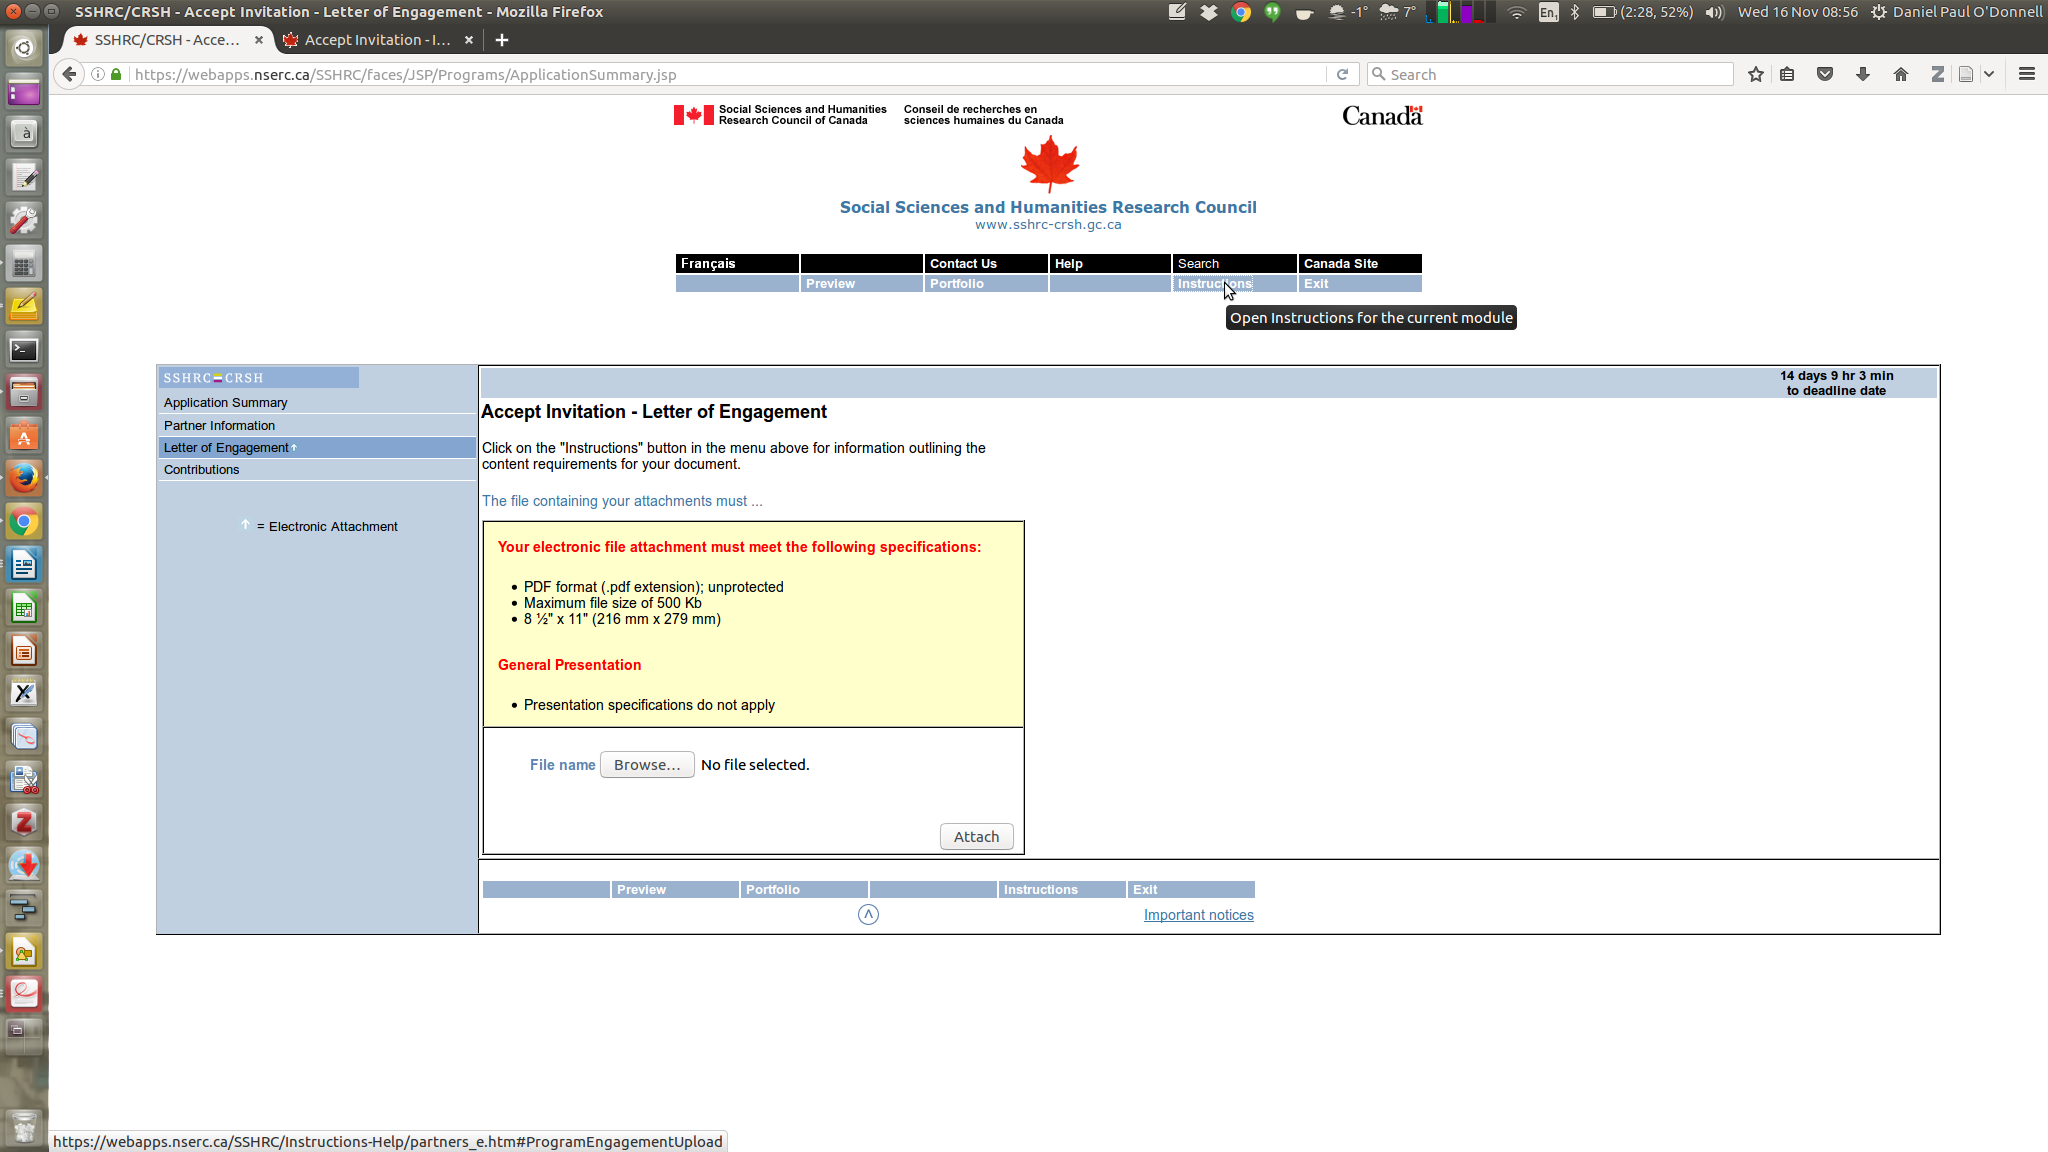 SSHRC/CRSH - Accept Invitation - Letter of Engagement - Mozilla Firefox
-1° 7° En1 (2:28, 52%) Wed 16 Nov 08:56 Daniel Paul O'Donnell
SSHRC/CRSH - Acce... Accept Invitation - I...
https://webapps.nserc.ca/SSHRC/faces/JSP/Programs/ApplicationSummary.jsp Search
Social Sciences and Humanities Conseil de recherches en
Research Council of Canada sciences humaines du Canada
Canada
Social Sciences and Humanities Research Council
www.sshrc-crsh.gc.ca
Français Contact Us Help Search Canada Site
Preview Portfolio Instructions Exit
Open Instructions for the current module
SSHRC CRSH
14 days 9 hr 3 min
to deadline date
Application Summary
Partner Information
Letter of Engagement
Contributions
= Electronic Attachment
Accept Invitation - Letter of Engagement
Click on the "Instructions" button in the menu above for information outlining the
content requirements for your document.
The file containing your attachments must ...
Your electronic file attachment must meet the following specifications:
• PDF format (.pdf extension); unprotected
• Maximum file size of 500 Kb
• 8 ½" x 11" (216 mm x 279 mm)
General Presentation
• Presentation specifications do not apply
File name Browse... No file selected.
Attach
Preview Portfolio Instructions Exit
Important notices
https://webapps.nserc.ca/SSHRC/Instructions-Help/partners_e.htm#ProgramEngagementUpload